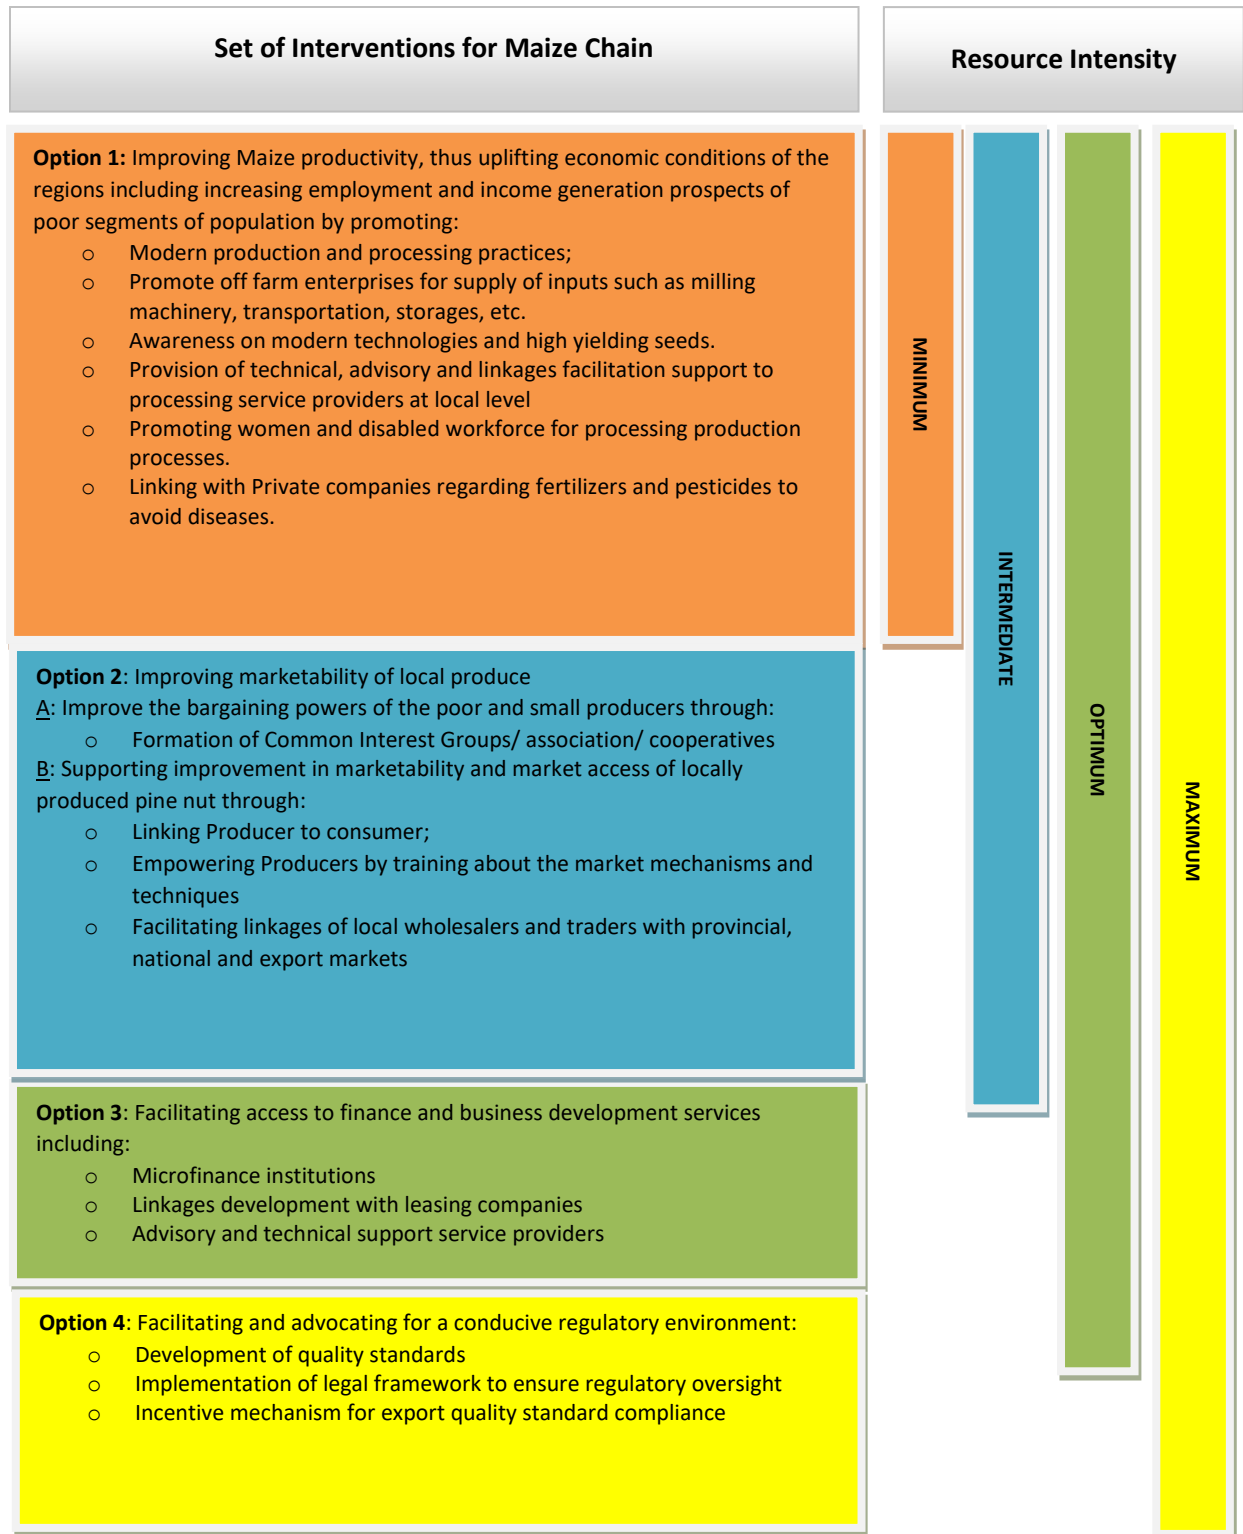 Set of Interventions for Maize Chain
Resource Intensity
Option 1: Improving Maize productivity, thus uplifting economic conditions of the
regions including increasing employment and income generation prospects of
poor segments of population by promoting:
o Modern production and processing practices;
o Promote off farm enterprises for supply of inputs such as milling
machinery, transportation, storages, etc.
o Awareness on modern technologies and high yielding seeds.
o Provision of technical, advisory and linkages facilitation support to
processing service providers at local level
o Promoting women and disabled workforce for processing production
processes.
o Linking with Private companies regarding fertilizers and pesticides to
avoid diseases.
Option 2: Improving marketability of local produce
A: Improve the bargaining powers of the poor and small producers through:
o Formation of Common Interest Groups/ association/ cooperatives
B: Supporting improvement in marketability and market access of locally
produced pine nut through:
o Linking Producer to consumer;
o Empowering Producers by training about the market mechanisms and
techniques
o Facilitating linkages of local wholesalers and traders with provincial,
national and export markets
Option 3: Facilitating access to finance and business development services
including:
o Microfinance institutions
o Linkages development with leasing companies
o Advisory and technical support service providers
Option 4: Facilitating and advocating for a conducive regulatory environment:
o Development of quality standards
o Implementation of legal framework to ensure regulatory oversight
o Incentive mechanism for export quality standard compliance
MINIMUM
INTERMEDIATE
OPTIMUM
MAXIMUM